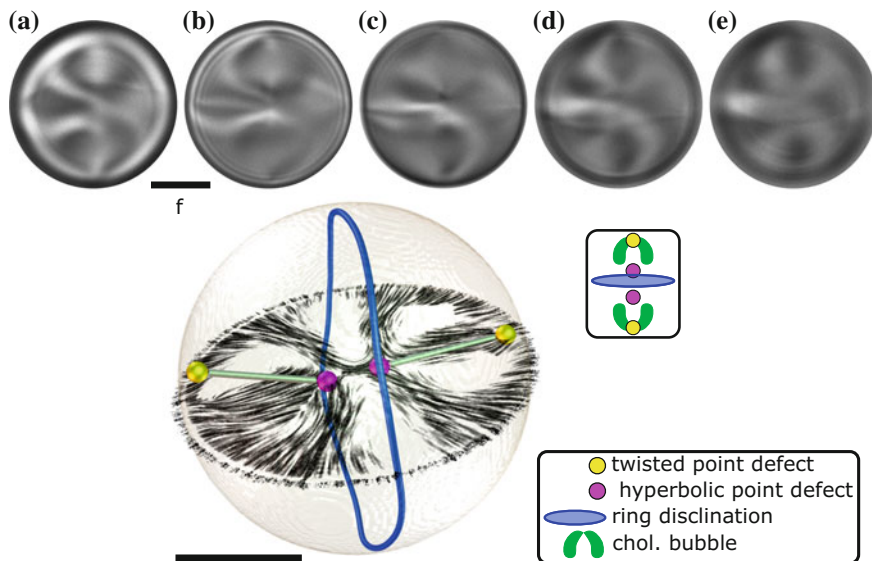 (a) (b) (c) (d) (e)
f
twisted point defect
hyperbolic point defect
ring disclination
chol. bubble